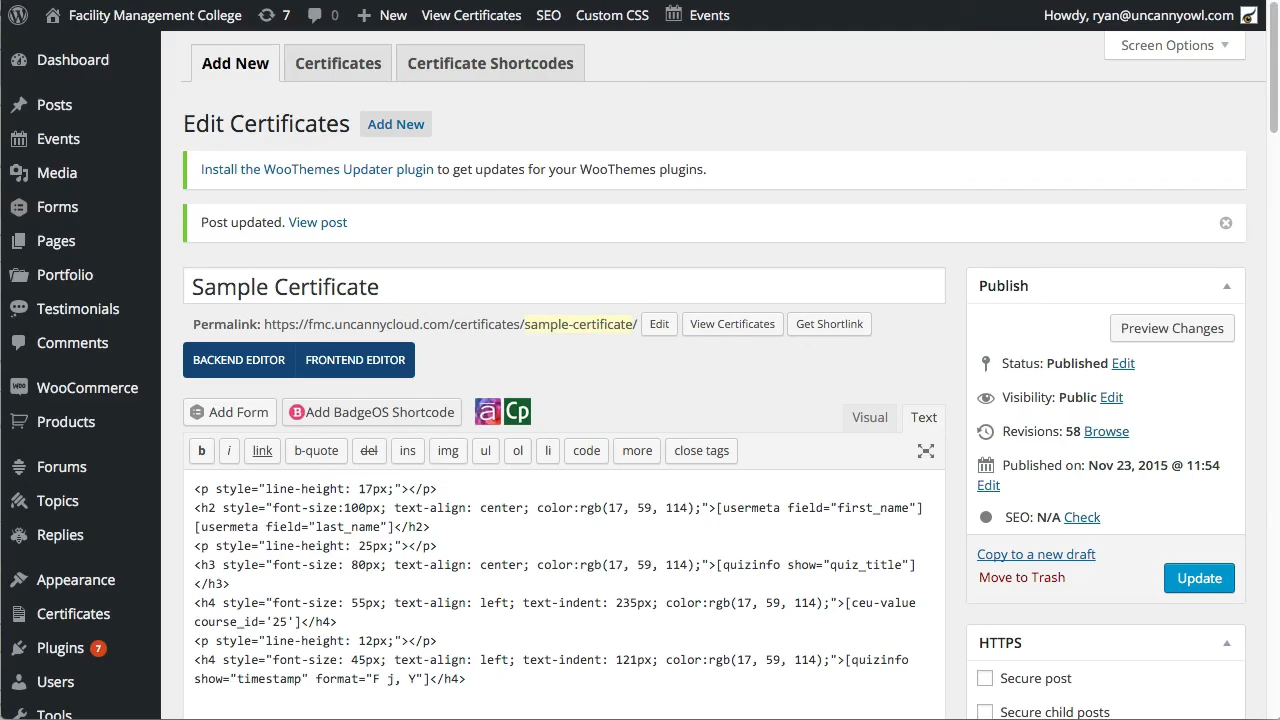 Facility Management College 7 0 New View Certificates SEO Custom CSS Events Howdy, ryan@uncannyowl.com
Screen Options
Dashboard
Posts
Events
Media
Forms
Pages
Portfolio
Testimonials
Comments
WooCommerce
Products
Forums
Topics
Replies
Appearance
Certificates
Plugins 7
Users
Tools
Add New Certificates Certificate Shortcodes
Edit Certificates Add New
Install the WooThemes Updater plugin to get updates for your WooThemes plugins.
Post updated. View post
Sample Certificate
Permalink: https://fmc.uncannycloud.com/certificates/sample-certificate/ Edit View Certificates Get Shortlink
BACKEND EDITOR FRONTEND EDITOR
Add Form Add BadgeOS Shortcode a Cp
Visual Text
b i link b-quote del ins img ul ol li code more close tags
<p style="line-height: 17px;"></p>
<h2 style="font-size:100px; text-align: center; color:rgb(17, 59, 114);">[usermeta field="first_name"]
[usermeta field="last_name"]</h2>
<p style="line-height: 25px;"></p>
<h3 style="font-size: 80px; text-align: center; color:rgb(17, 59, 114);">[quizinfo show="quiz_title"]
</h3>
<h4 style="font-size: 55px; text-align: left; text-indent: 235px; color:rgb(17, 59, 114);">[ceu-value
course_id='25']</h4>
<p style="line-height: 12px;"></p>
<h4 style="font-size: 45px; text-align: left; text-indent: 121px; color:rgb(17, 59, 114);">[quizinfo
show="timestamp" format="F j, Y"]</h4>
Publish
Preview Changes
Status: Published Edit
Visibility: Public Edit
Revisions: 58 Browse
Published on: Nov 23, 2015 @ 11:54
Edit
SEO: N/A Check
Copy to a new draft
Move to Trash
Update
HTTPS
Secure post
Secure child posts